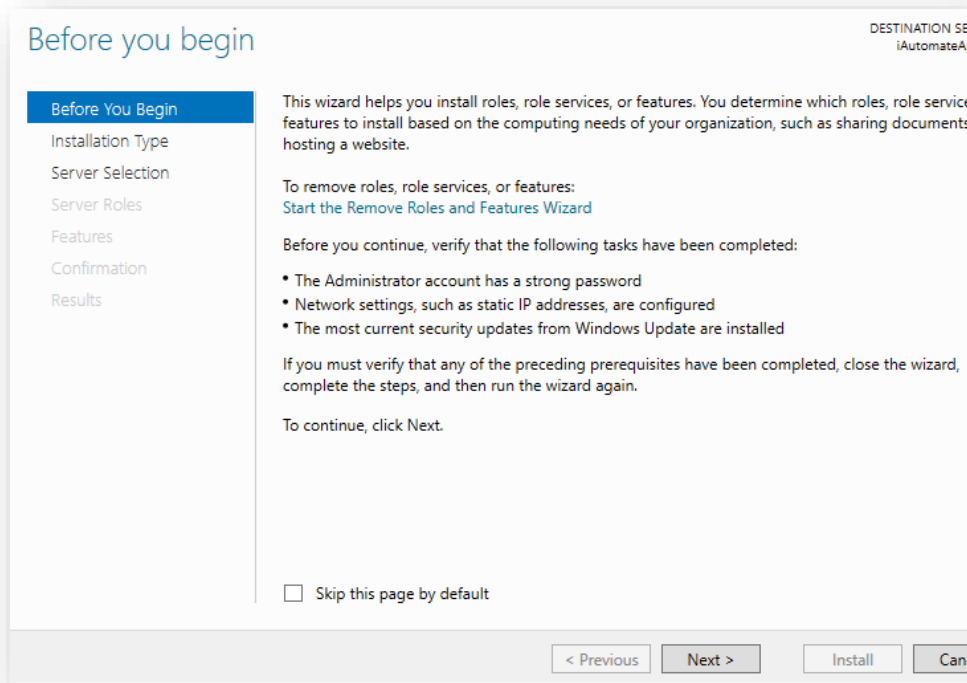 Before you begin
DESTINATION SE
iAutomateA
Before You Begin
Installation Type
Server Selection
Server Roles
Features
Confirmation
Results
This wizard helps you install roles, role services, or features. You determine which roles, role service
features to install based on the computing needs of your organization, such as sharing documents
hosting a website.
To remove roles, role services, or features:
Start the Remove Roles and Features Wizard
Before you continue, verify that the following tasks have been completed:
• The Administrator account has a strong password
• Network settings, such as static IP addresses, are configured
• The most current security updates from Windows Update are installed
If you must verify that any of the preceding prerequisites have been completed, close the wizard,
complete the steps, and then run the wizard again.
To continue, click Next.
Skip this page by default
< Previous
Next >
Install
Can